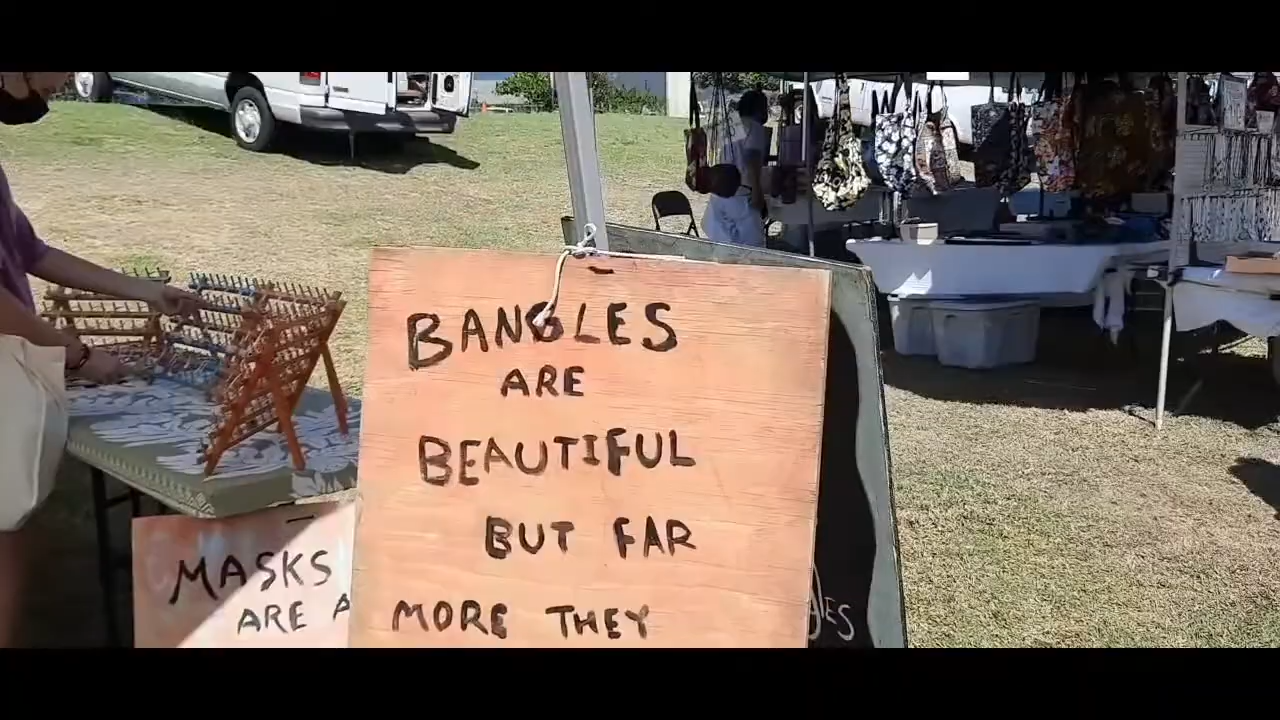 BANGLES
ARE
BEAUTIFUL
BUT FAR
MORE THEY
MASKS
ARE A